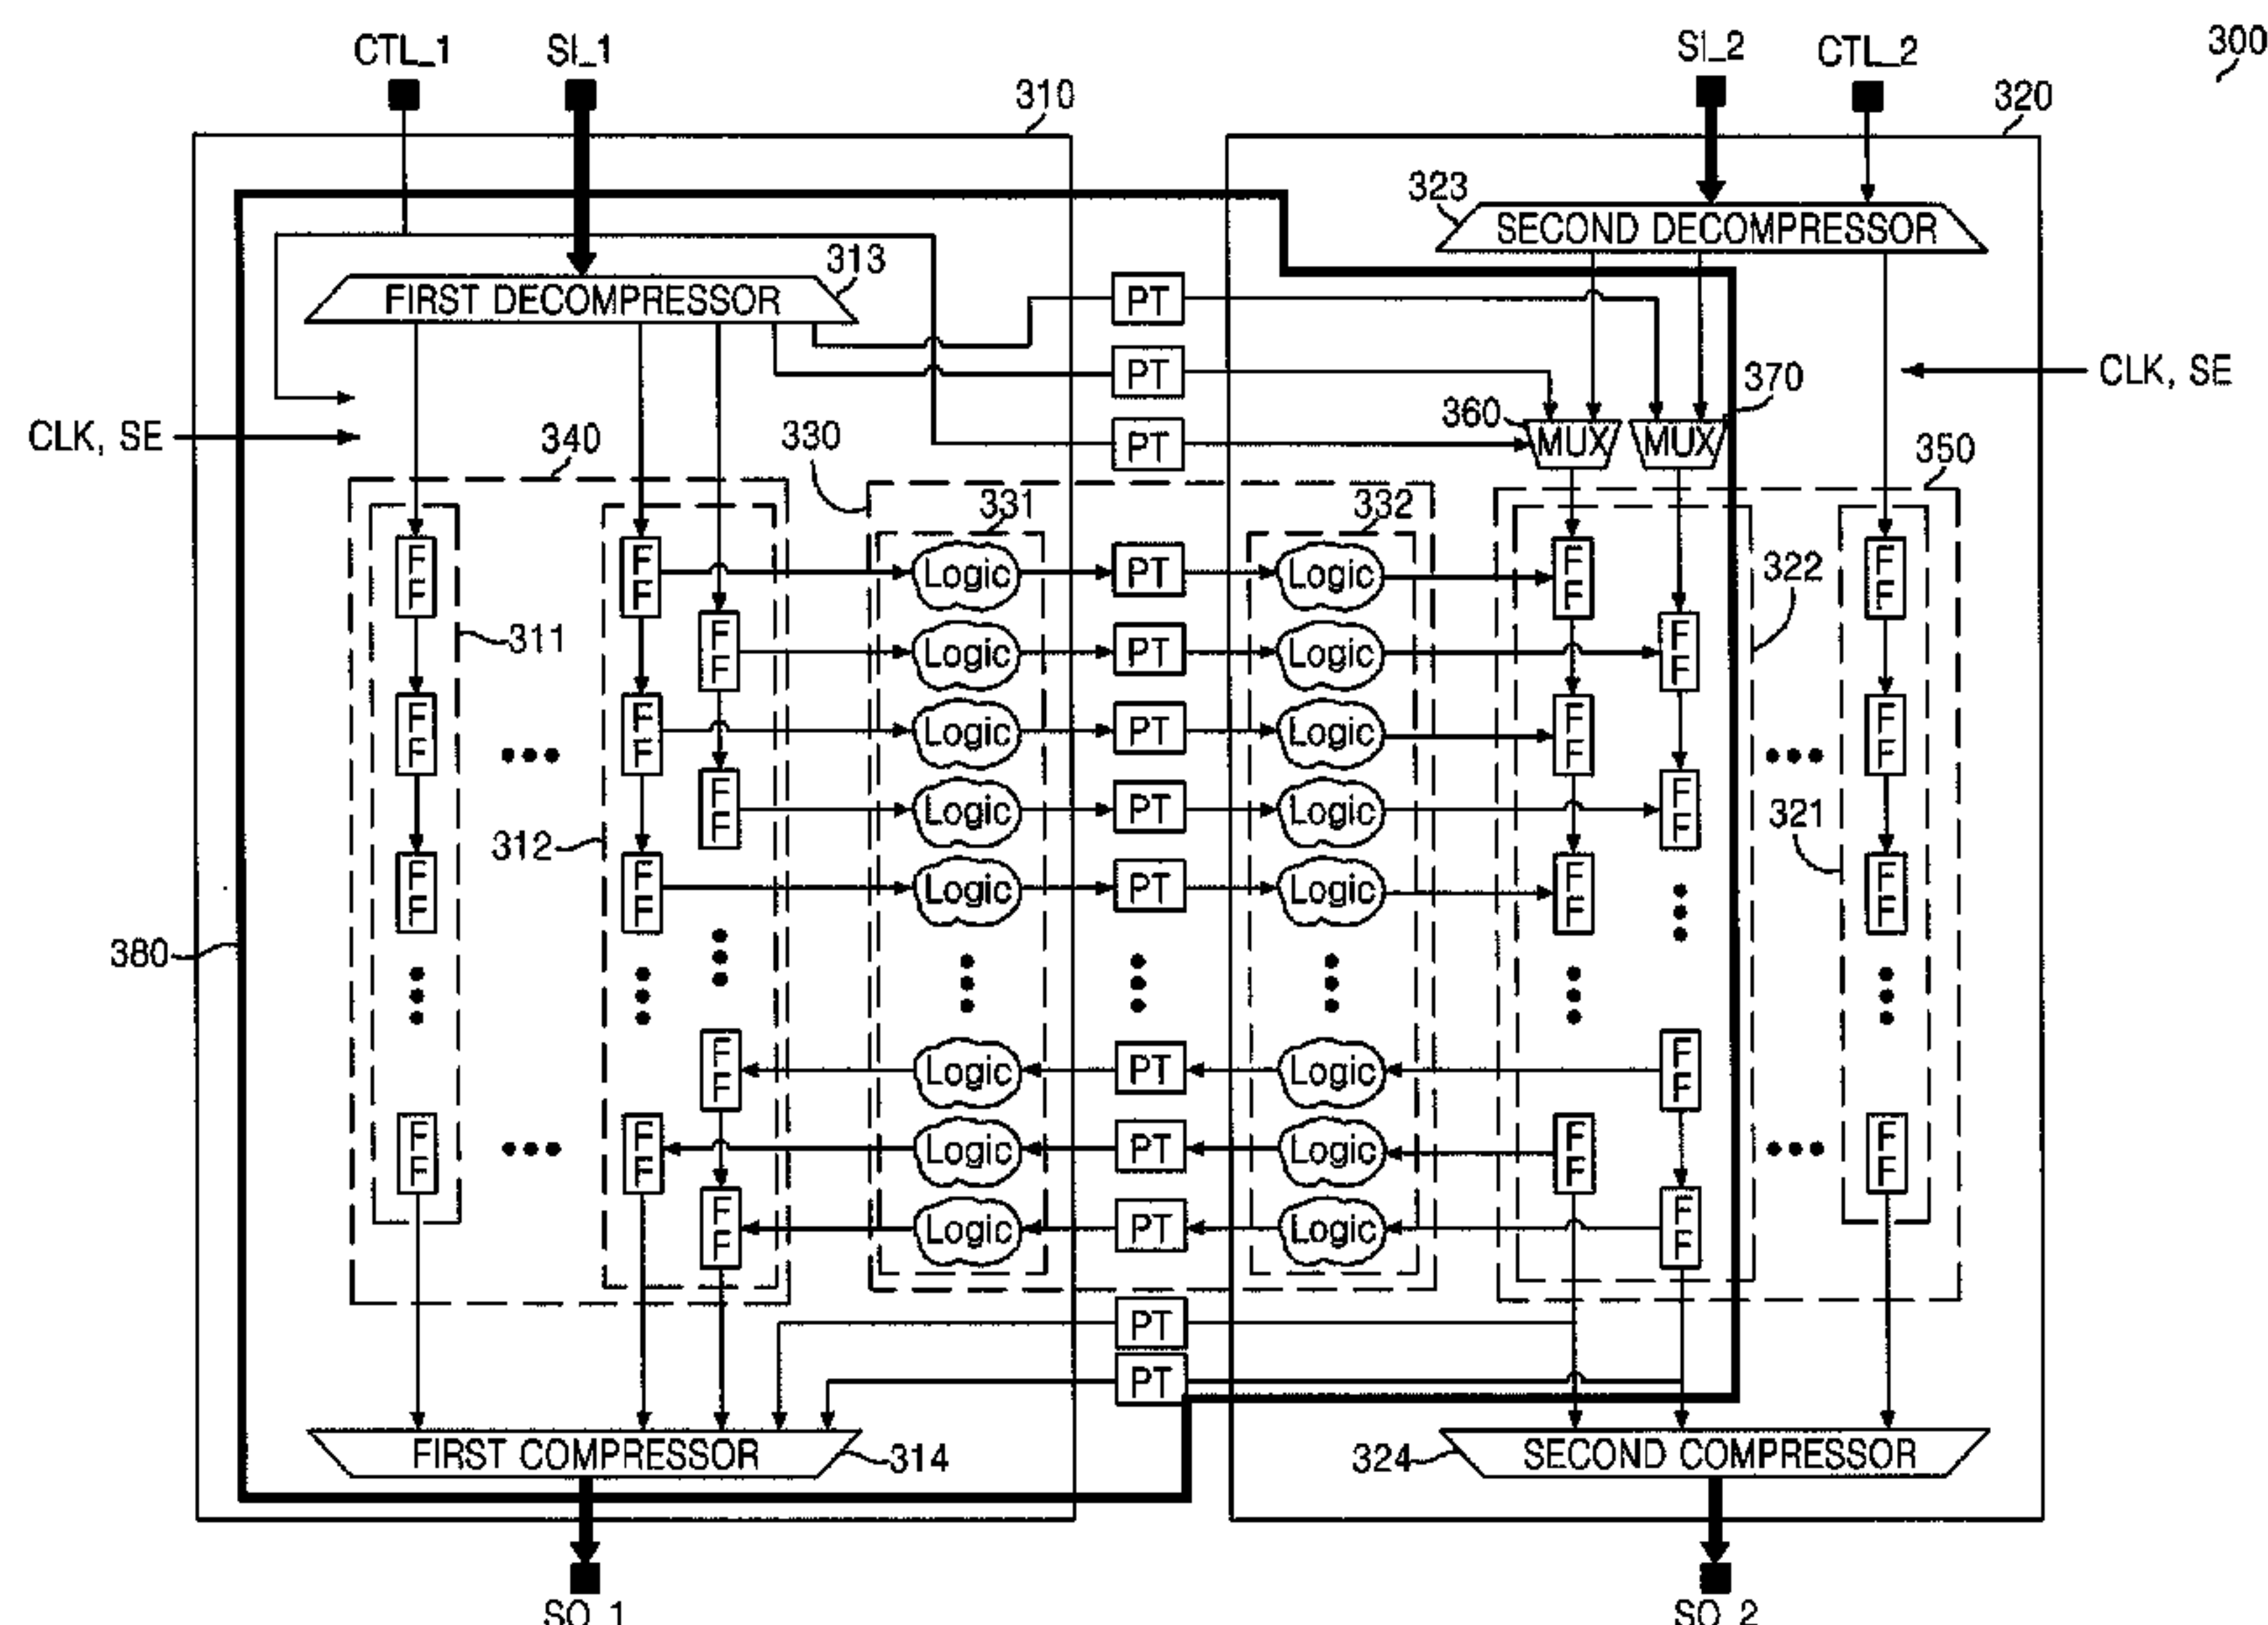 300
CTL_1 SI_1 SI_2 CTL_2
310 320
323
SECOND DECOMPRESSOR
313
FIRST DECOMPRESSOR
PT
PT
370
CLK, SE
360
MUX MUX
PT
CLK, SE
340 330 350
331 332
FF FF Logic PT Logic FF FF
322
311
FF Logic PT Logic FF
FF FF Logic PT Logic FF FF
FF Logic PT Logic FF
321
312
FF FF Logic PT Logic FF FF
380
FF Logic PT Logic FF
FF FF Logic PT Logic FF FF
FF Logic PT Logic FF
PT
PT
FIRST COMPRESSOR
314
324
SECOND COMPRESSOR
SO_1 SO_2